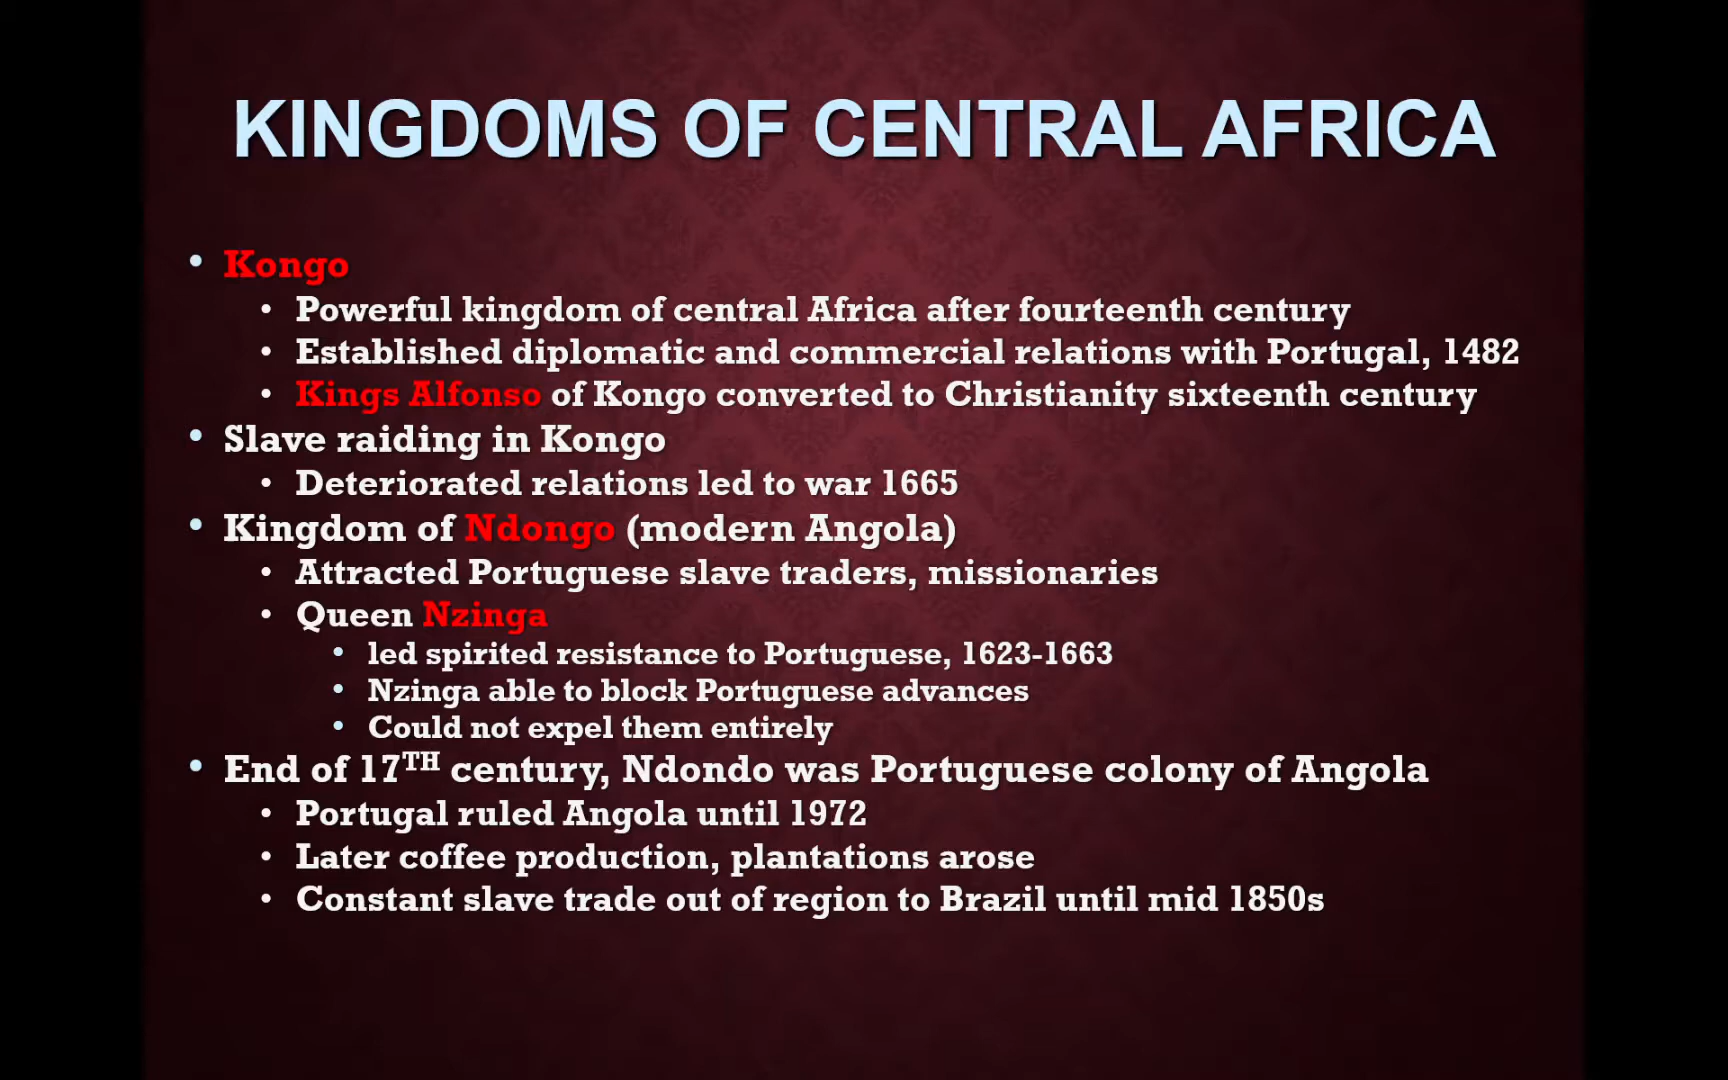 KINGDOMS OF CENTRAL AFRICA
• Kongo
• Powerful kingdom of central Africa after fourteenth century
• Established diplomatic and commercial relations with Portugal, 1482
• Kings Alfonso of Kongo converted to Christianity sixteenth century
• Slave raiding in Kongo
• Deteriorated relations led to war 1665
• Kingdom of Ndongo (modern Angola)
• Attracted Portuguese slave traders, missionaries
• Queen Nzinga
• led spirited resistance to Portuguese, 1623-1663
• Nzinga able to block Portuguese advances
• Could not expel them entirely
• End of 17TH century, Ndondo was Portuguese colony of Angola
• Portugal ruled Angola until 1972
• Later coffee production, plantations arose
• Constant slave trade out of region to Brazil until mid 1850s